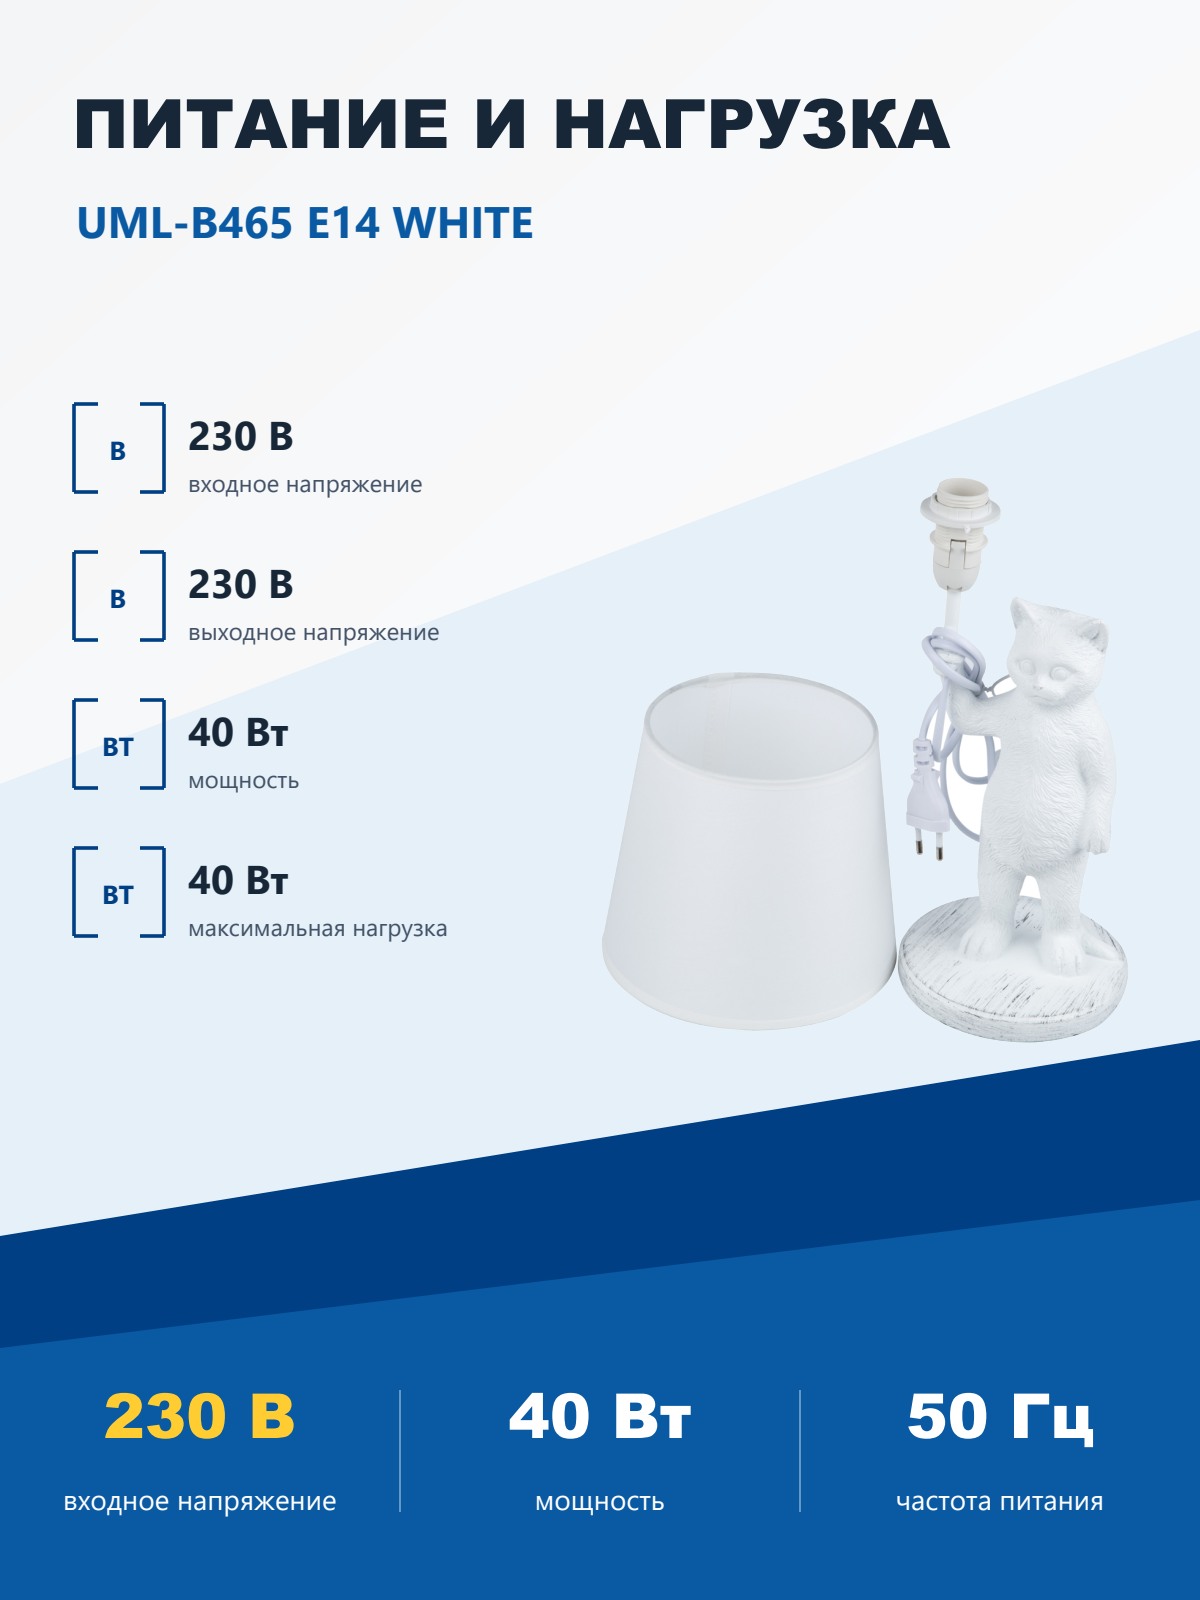 ПИТАНИЕ И НАГРУЗКА
UML-B465 E14 WHITE
В
230 В
входное напряжение
В
230 В
выходное напряжение
ВТ
40 Вт
мощность
ВТ
40 Вт
максимальная нагрузка
230 В
входное напряжение
40 Вт
мощность
50 Гц
частота питания